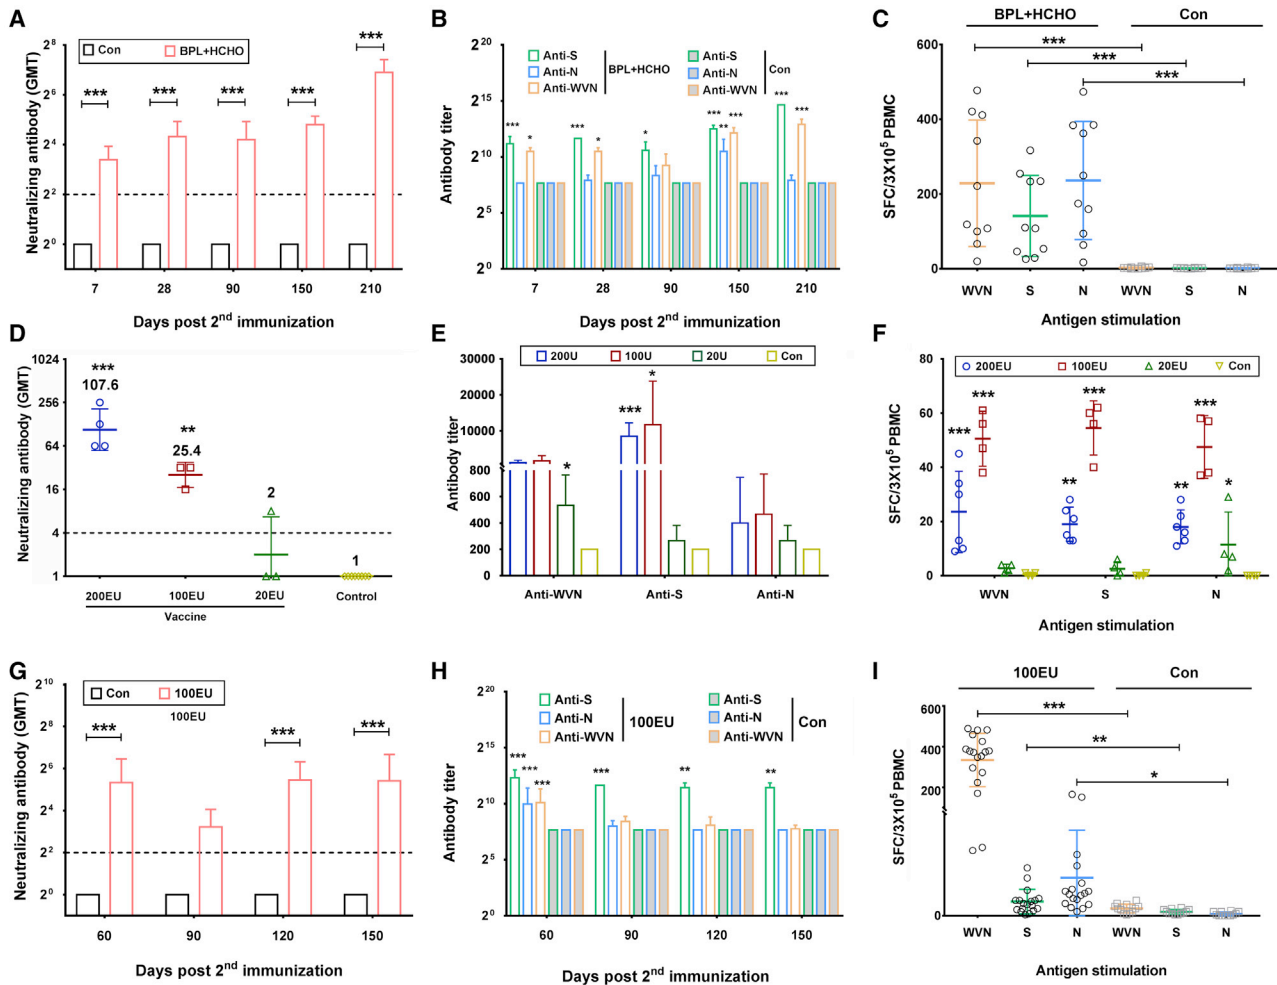 A
Neutralizing antibody (GMT)
2^8
2^6
2^4
2^2
2^0
Con BPL+HCHO
*** *** *** *** ***
7 28 90 150 210
Days post 2^nd immunization
B
Antibody titer
2^20
2^15
2^10
2^5
2^0
Anti-S
Anti-N
Anti-WVN
BPL+HCHO
Anti-S
Anti-N
Anti-WVN
Con
*** * *** * * *** ** *** *** ***
7 28 90 150 210
Days post 2^nd immunization
C
BPL+HCHO Con
SFC/3X10^5 PBMC
600
400
200
0
***
***
***
WVN S N WVN S N
Antigen stimulation
D
Neutralizing antibody (GMT)
1024
256
64
16
4
1
***
107.6
**
25.4
2
1
200EU 100EU 20EU Control
Vaccine
E
Antibody titer
30000
20000
10000
800
600
400
200
0
200U 100U 20U Con
* *** *
Anti-WVN Anti-S Anti-N
F
SFC/3X10^5 PBMC
80
60
40
20
0
200EU 100EU 20EU Con
*** *** ** *** ** *** *
WVN S N
Antigen stimulation
G
Neutralizing antibody (GMT)
2^10
2^8
2^6
2^4
2^2
2^0
Con 100EU
100EU
*** *** ***
60 90 120 150
Days post 2^nd immunization
H
Antibody titer
2^20
2^15
2^10
2^5
2^0
Anti-S
Anti-N
Anti-WVN
100EU
Anti-S
Anti-N
Anti-WVN
Con
*** *** *** *** ** **
60 90 120 150
Days post 2^nd immunization
I
100EU Con
SFC/3X10^5 PBMC
600
400
200
0
***
**
*
WVN S N WVN S N
Antigen stimulation